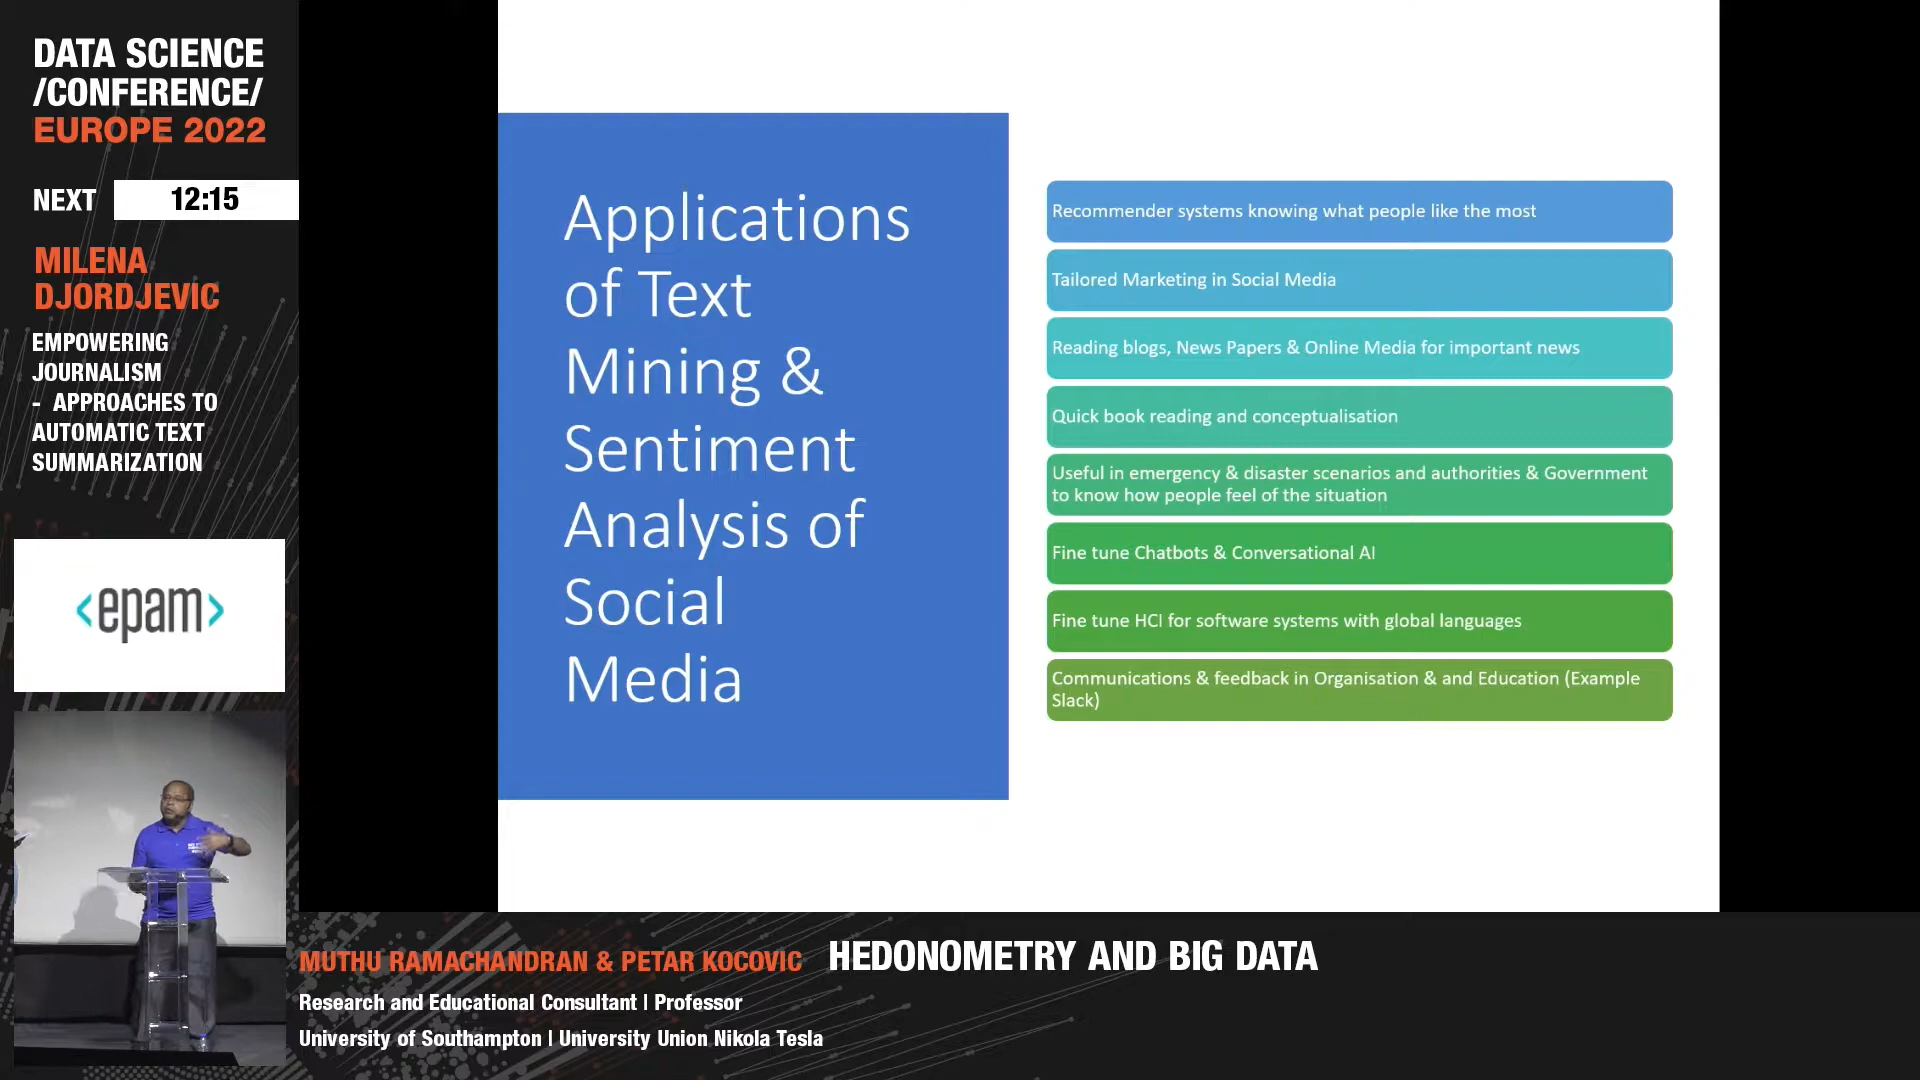 DATA SCIENCE
/CONFERENCE/
EUROPE 2022
NEXT 12:15
MILENA
DJORDJEVIC
EMPOWERING
JOURNALISM
- APPROACHES TO
AUTOMATIC TEXT
SUMMARIZATION
<epam>
Applications
of Text
Mining &
Sentiment
Analysis of
Social
Media
Recommender systems knowing what people like the most
Tailored Marketing in Social Media
Reading blogs, News Papers & Online Media for important news
Quick book reading and conceptualisation
Useful in emergency & disaster scenarios and authorities & Government
to know how people feel of the situation
Fine tune Chatbots & Conversational AI
Fine tune HCI for software systems with global languages
Communications & feedback in Organisation & and Education (Example
Slack)
MUTHU RAMACHANDRAN & PETAR KOCOVIC HEDONOMETRY AND BIG DATA
Research and Educational Consultant | Professor
University of Southampton | University Union Nikola Tesla